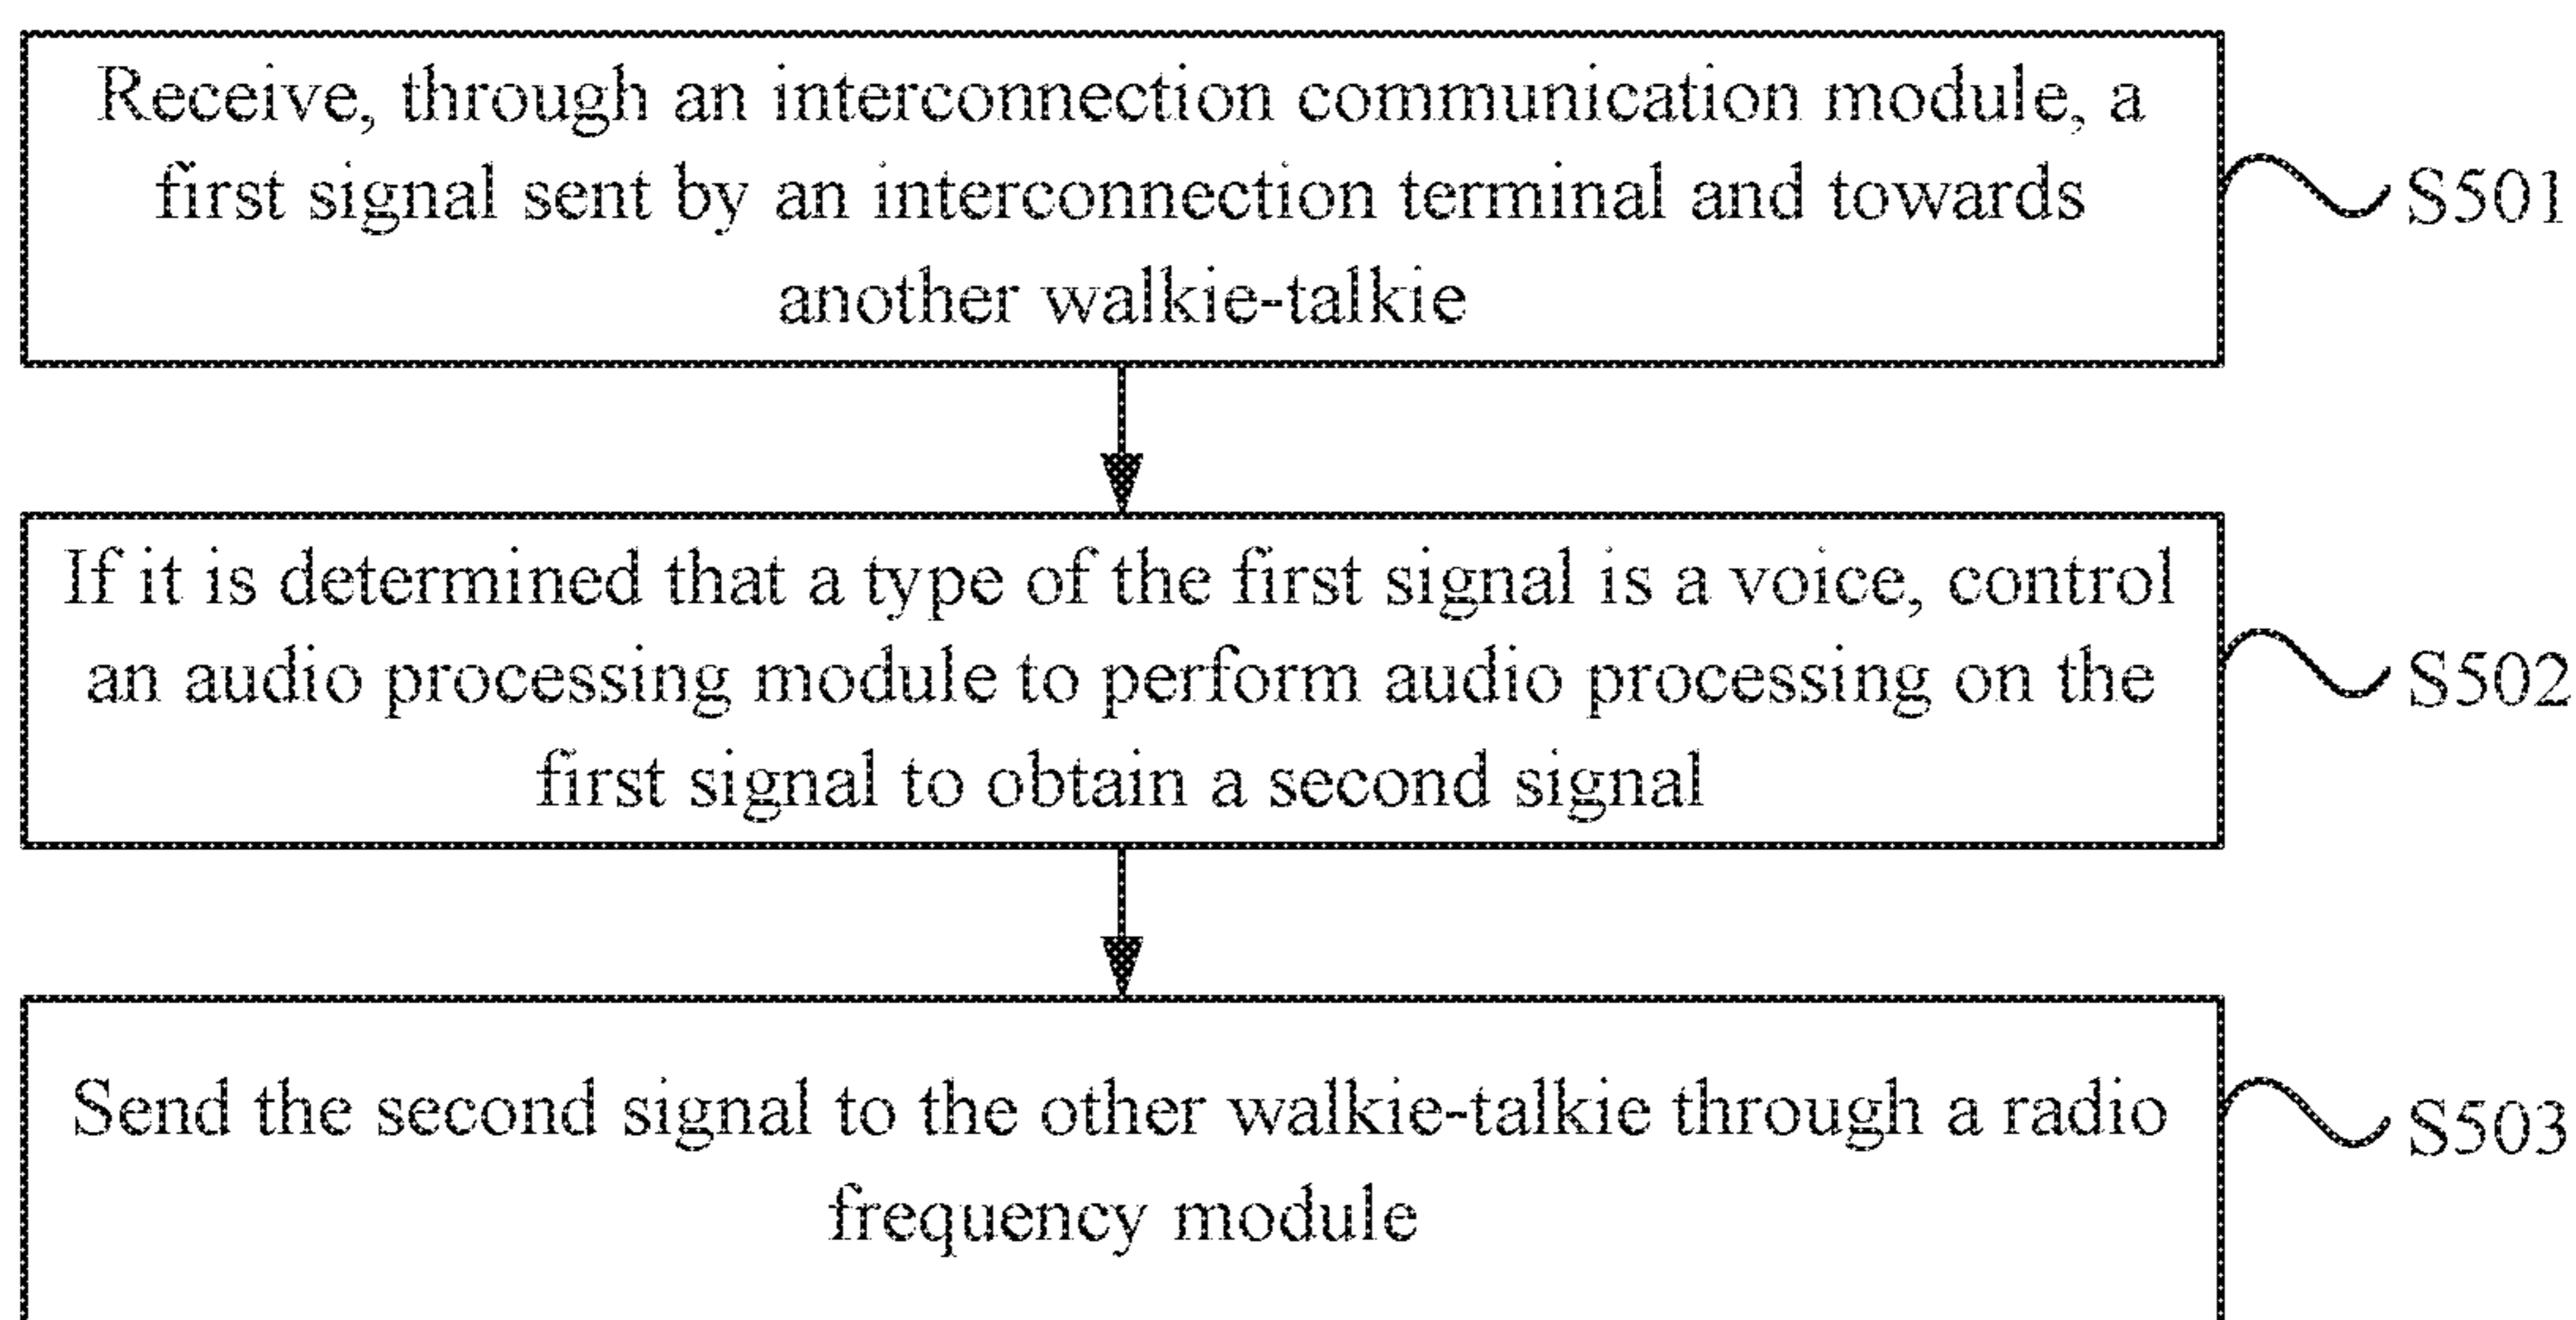 Receive, through an interconnection communication module, a
first signal sent by an interconnection terminal and towards
another walkie-talkie
S501
If it is determined that a type of the first signal is a voice, control
an audio processing module to perform audio processing on the
first signal to obtain a second signal
S502
Send the second signal to the other walkie-talkie through a radio
frequency module
S503